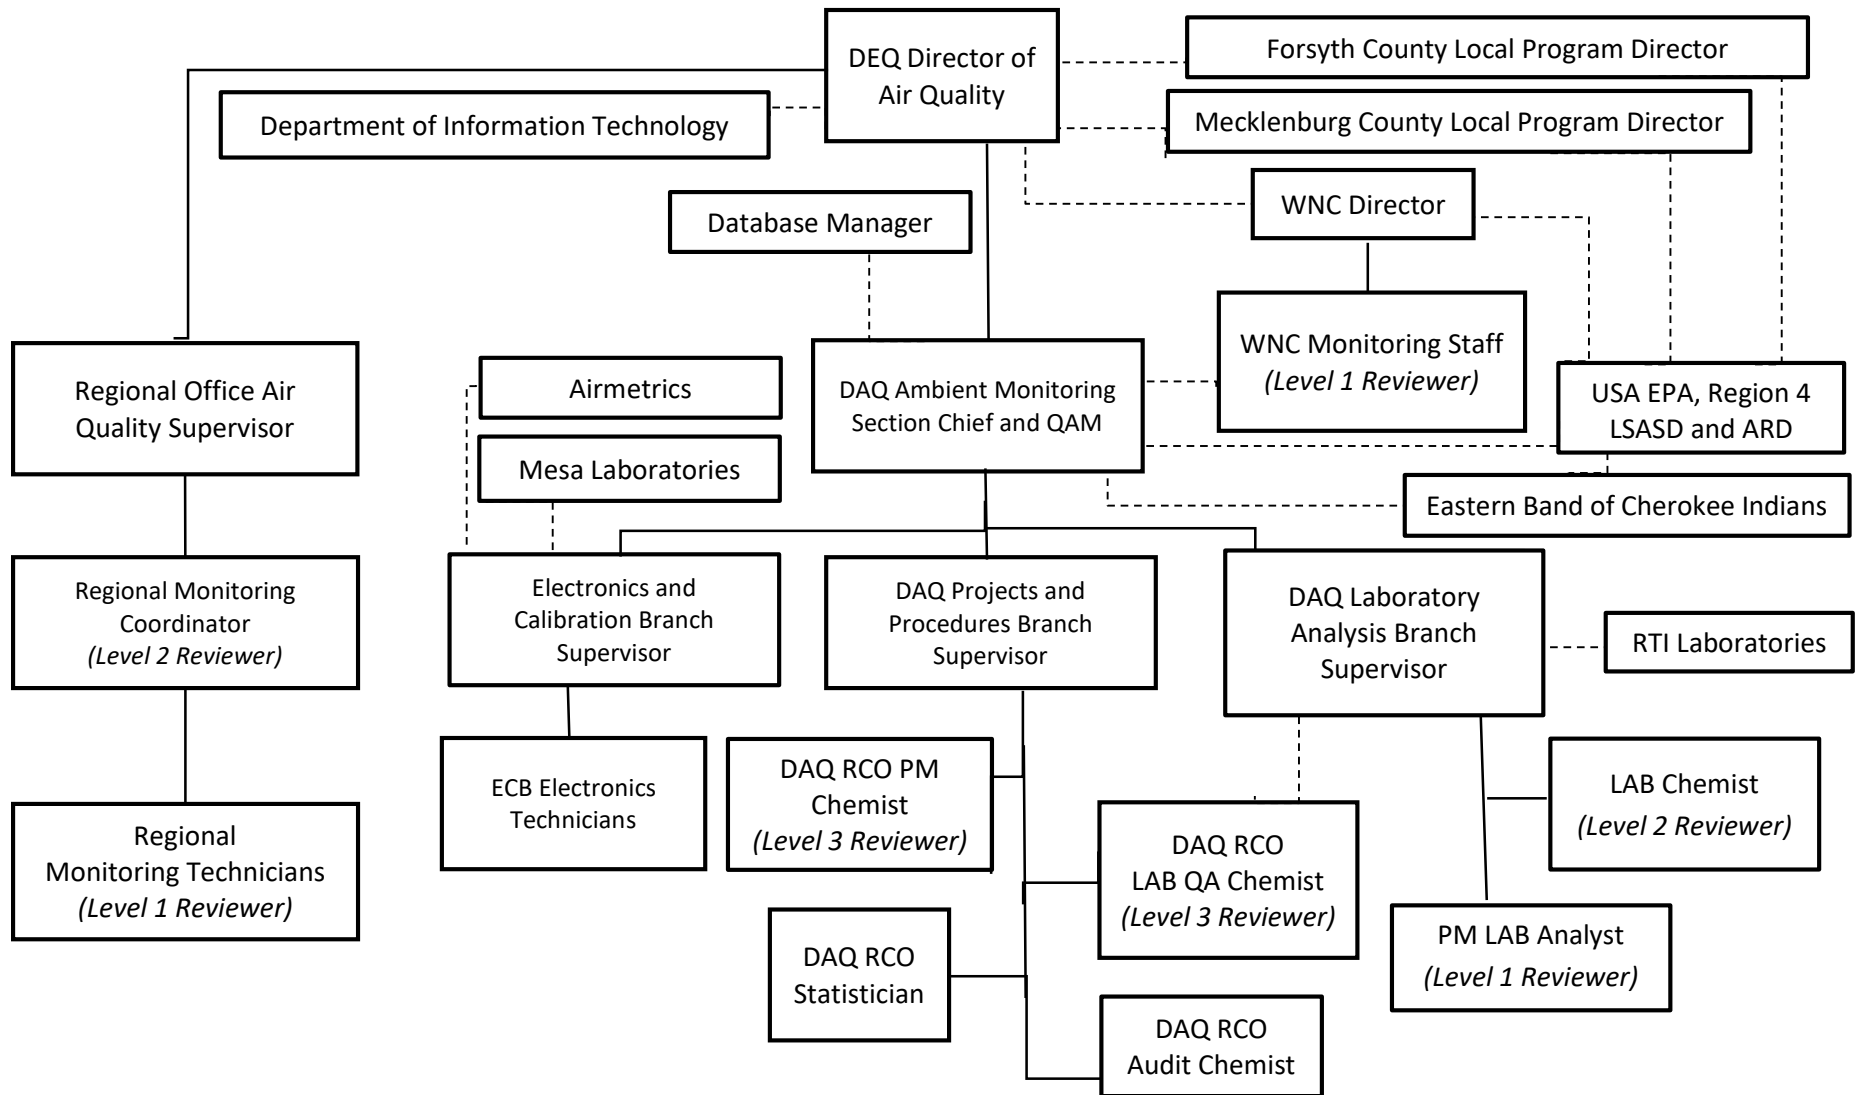 DEQ Director of
Air Quality
Forsyth County Local Program Director
Department of Information Technology
Mecklenburg County Local Program Director
Database Manager
WNC Director
Regional Office Air
Quality Supervisor
Airmetrics
Mesa Laboratories
DAQ Ambient Monitoring
Section Chief and QAM
WNC Monitoring Staff
(Level 1 Reviewer)
USA EPA, Region 4
LSASD and ARD
Eastern Band of Cherokee Indians
Regional Monitoring
Coordinator
(Level 2 Reviewer)
Electronics and
Calibration Branch
Supervisor
DAQ Projects and
Procedures Branch
Supervisor
DAQ Laboratory
Analysis Branch
Supervisor
RTI Laboratories
Regional
Monitoring Technicians
(Level 1 Reviewer)
ECB Electronics
Technicians
DAQ RCO PM
Chemist
(Level 3 Reviewer)
DAQ RCO
LAB QA Chemist
(Level 3 Reviewer)
LAB Chemist
(Level 2 Reviewer)
DAQ RCO
Statistician
PM LAB Analyst
(Level 1 Reviewer)
DAQ RCO
Audit Chemist